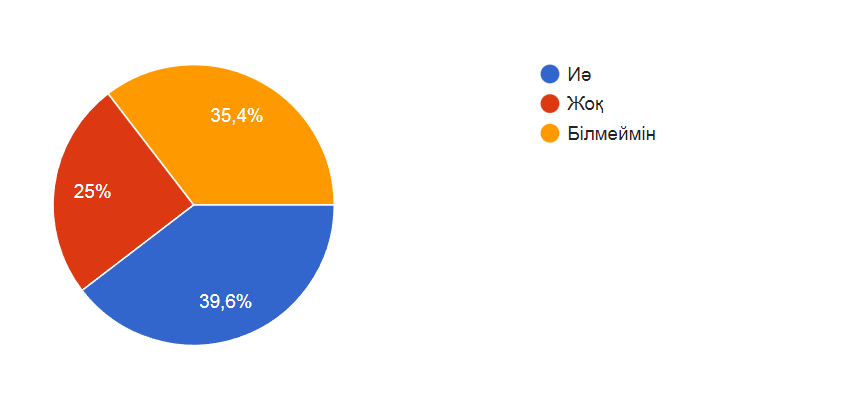 35,4%
25%
39,6%
Иә
Жоқ
Білмеймін